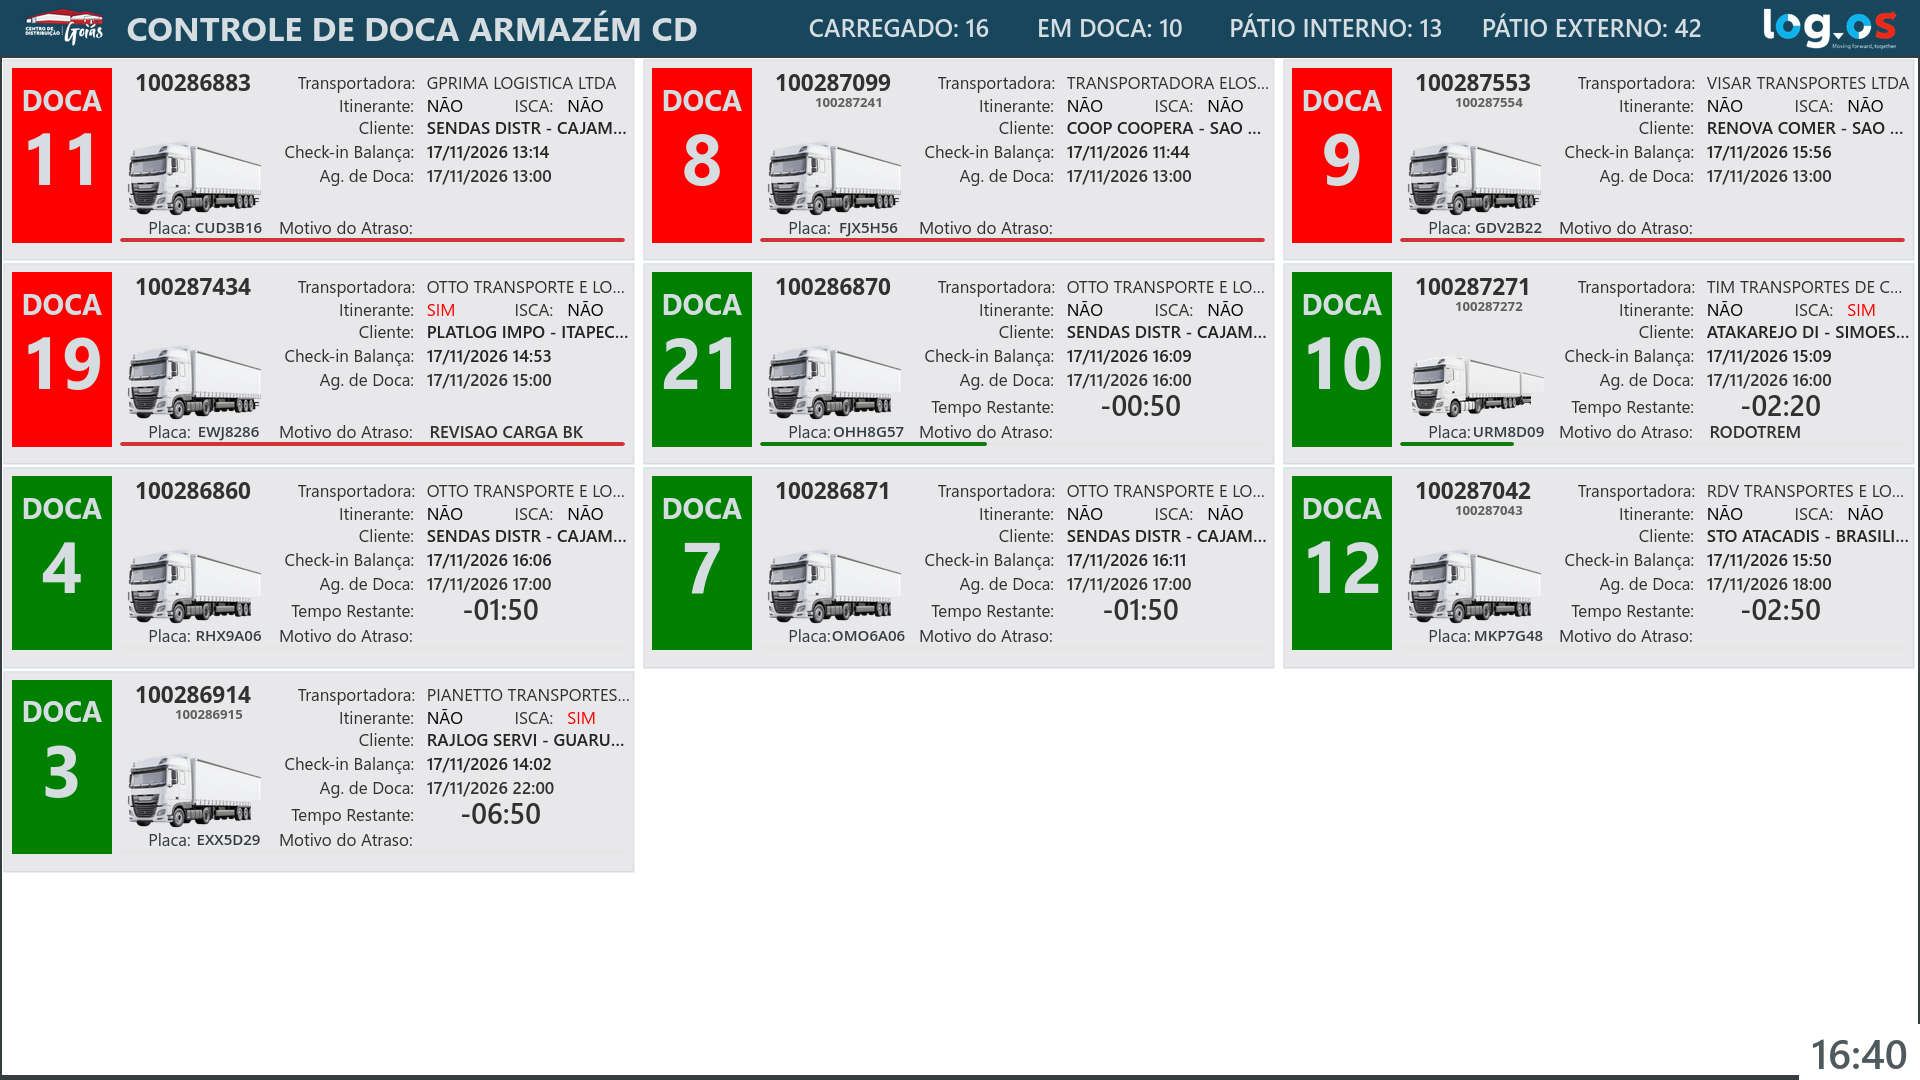 CENTRO DE DISTRIBUIÇÃO Goiás
CONTROLE DE DOCA ARMAZÉM CD
CARREGADO: 16
EM DOCA: 10
PÁTIO INTERNO: 13
PÁTIO EXTERNO: 42
log.os
Moving forward, together
DOCA
11
100286883
Transportadora: GPRIMA LOGISTICA LTDA
Itinerante: NÃO ISCA: NÃO
Cliente: SENDAS DISTR - CAJAM...
Check-in Balança: 17/11/2026 13:14
Ag. de Doca: 17/11/2026 13:00
Placa: CUD3B16 Motivo do Atraso:
DOCA
8
100287099
100287241
Transportadora: TRANSPORTADORA ELOS...
Itinerante: NÃO ISCA: NÃO
Cliente: COOP COOPERA - SAO ...
Check-in Balança: 17/11/2026 11:44
Ag. de Doca: 17/11/2026 13:00
Placa: FJX5H56 Motivo do Atraso:
DOCA
9
100287553
100287554
Transportadora: VISAR TRANSPORTES LTDA
Itinerante: NÃO ISCA: NÃO
Cliente: RENOVA COMER - SAO ...
Check-in Balança: 17/11/2026 15:56
Ag. de Doca: 17/11/2026 13:00
Placa: GDV2B22 Motivo do Atraso:
DOCA
19
100287434
Transportadora: OTTO TRANSPORTE E LO...
Itinerante: SIM ISCA: NÃO
Cliente: PLATLOG IMPO - ITAPEC...
Check-in Balança: 17/11/2026 14:53
Ag. de Doca: 17/11/2026 15:00
Placa: EWJ8286 Motivo do Atraso: REVISAO CARGA BK
DOCA
21
100286870
Transportadora: OTTO TRANSPORTE E LO...
Itinerante: NÃO ISCA: NÃO
Cliente: SENDAS DISTR - CAJAM...
Check-in Balança: 17/11/2026 16:09
Ag. de Doca: 17/11/2026 16:00
Tempo Restante: -00:50
Placa: OHH8G57 Motivo do Atraso:
DOCA
10
100287271
100287272
Transportadora: TIM TRANSPORTES DE C...
Itinerante: NÃO ISCA: SIM
Cliente: ATAKAREJO DI - SIMOES...
Check-in Balança: 17/11/2026 15:09
Ag. de Doca: 17/11/2026 16:00
Tempo Restante: -02:20
Placa: URM8D09 Motivo do Atraso: RODOTREM
DOCA
4
100286860
Transportadora: OTTO TRANSPORTE E LO...
Itinerante: NÃO ISCA: NÃO
Cliente: SENDAS DISTR - CAJAM...
Check-in Balança: 17/11/2026 16:06
Ag. de Doca: 17/11/2026 17:00
Tempo Restante: -01:50
Placa: RHX9A06 Motivo do Atraso:
DOCA
7
100286871
Transportadora: OTTO TRANSPORTE E LO...
Itinerante: NÃO ISCA: NÃO
Cliente: SENDAS DISTR - CAJAM...
Check-in Balança: 17/11/2026 16:11
Ag. de Doca: 17/11/2026 17:00
Tempo Restante: -01:50
Placa: OMO6A06 Motivo do Atraso:
DOCA
12
100287042
100287043
Transportadora: RDV TRANSPORTES E LO...
Itinerante: NÃO ISCA: NÃO
Cliente: STO ATACADIS - BRASILI...
Check-in Balança: 17/11/2026 15:50
Ag. de Doca: 17/11/2026 18:00
Tempo Restante: -02:50
Placa: MKP7G48 Motivo do Atraso:
DOCA
3
100286914
100286915
Transportadora: PIANETTO TRANSPORTES...
Itinerante: NÃO ISCA: SIM
Cliente: RAJLOG SERVI - GUARU...
Check-in Balança: 17/11/2026 14:02
Ag. de Doca: 17/11/2026 22:00
Tempo Restante: -06:50
Placa: EXX5D29 Motivo do Atraso:
16:40